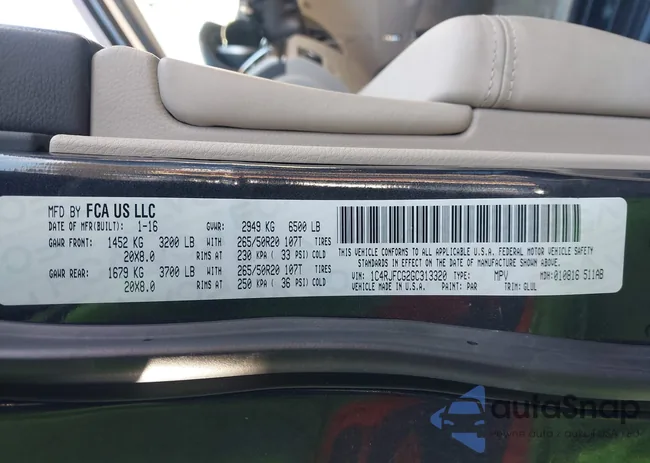 MFD BY FCA US LLC
DATE OF MFR(BUILT): 1-16 GVWR: 2949 KG 6500 LB
GAWR FRONT: 1452 KG 3200 LB WITH 265/50R20 107T TIRES
20X8.0 RIMS AT 230 KPA ( 33 PSI) COLD
GAWR REAR: 1679 KG 3700 LB WITH 265/50R20 107T TIRES
20X8.0 RIMS AT 250 KPA ( 36 PSI) COLD
THIS VEHICLE CONFORMS TO ALL APPLICABLE U.S.A. FEDERAL MOTOR VEHICLE SAFETY
STANDARDS IN EFFECT ON THE DATE OF MANUFACTURE SHOWN ABOVE.
VIN: 1C4RJFCG2GC313320 TYPE: MPV MDH:010816 511AB
VEHICLE MADE IN U.S.A. PAINT: PAR TRIM: GLUL
autoSnap